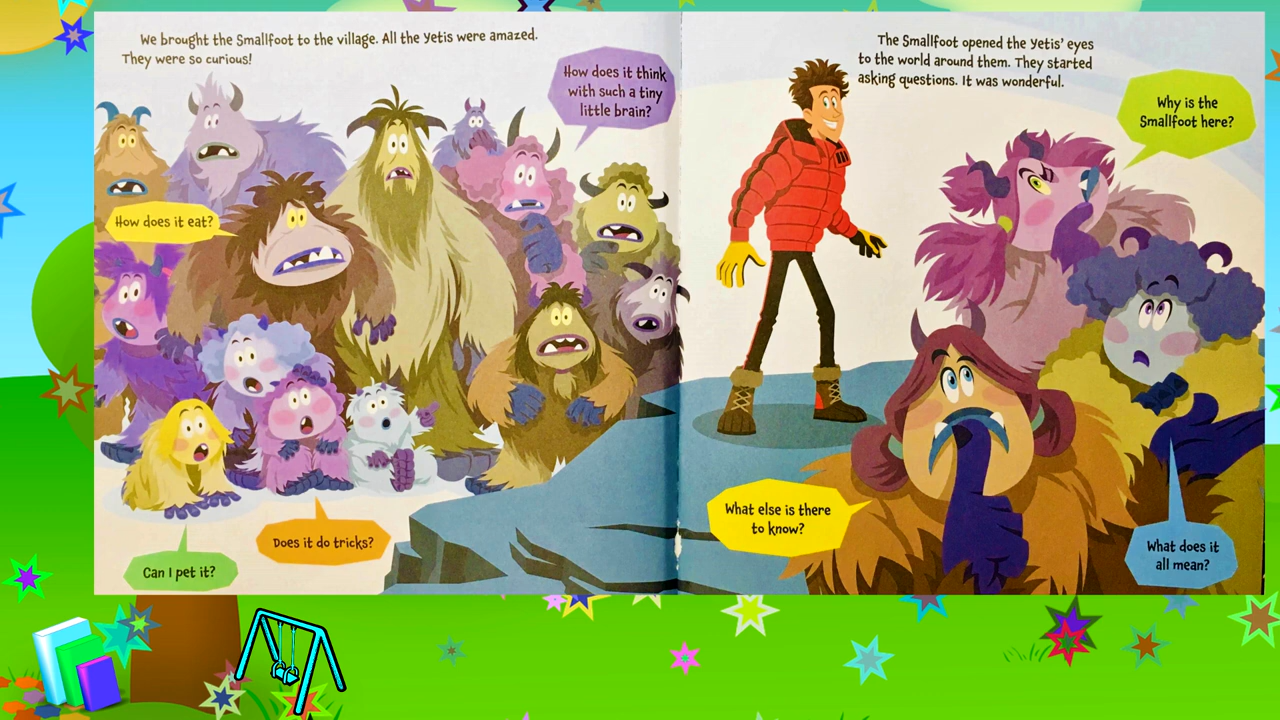 We brought the Smallfoot to the village. All the Yetis were amazed.
They were so curious!
How does it think
with such a tiny
little brain?
How does it eat?
Does it do tricks?
Can I pet it?
The Smallfoot opened the Yetis' eyes
to the world around them. They started
asking questions. It was wonderful.
Why is the
Smallfoot here?
What else is there
to know?
What does it
all mean?